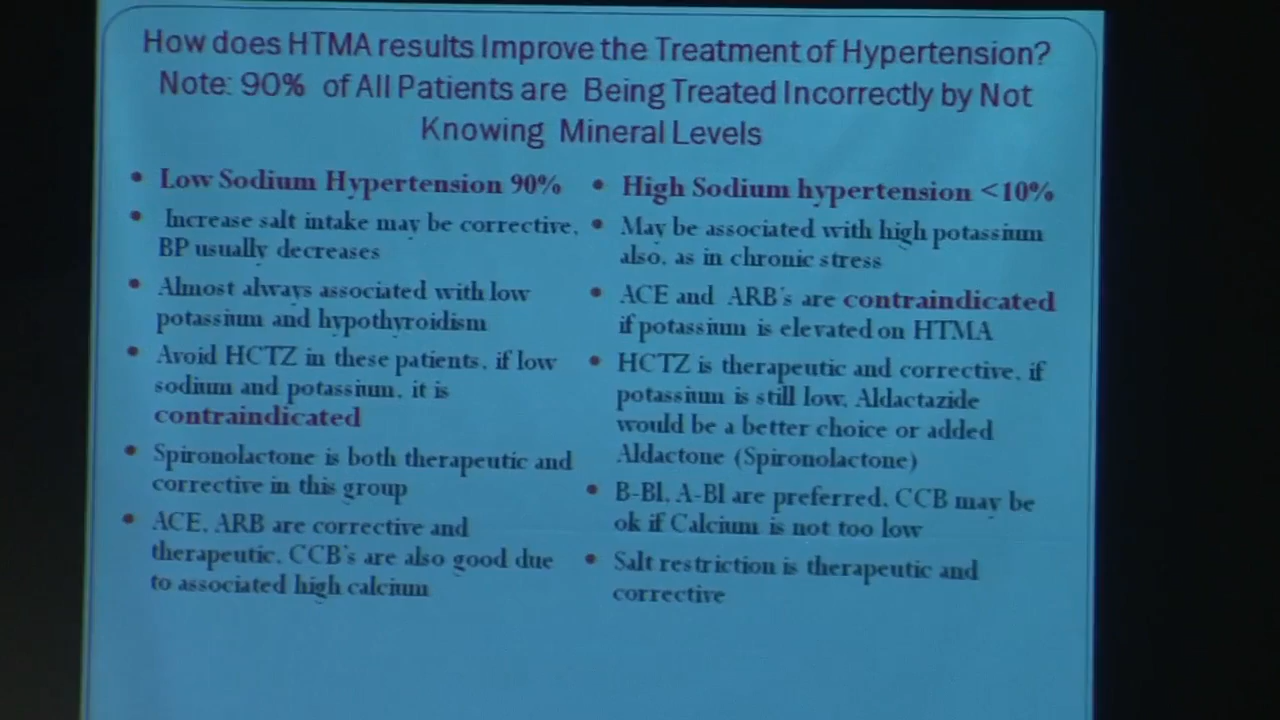 How does HTMA results Improve the Treatment of Hypertension?
Note: 90% of All Patients are Being Treated Incorrectly by Not
Knowing Mineral Levels
• Low Sodium Hypertension 90%
• Increase salt intake may be corrective,
BP usually decreases
• Almost always associated with low
potassium and hypothyroidism
• Avoid HCTZ in these patients, if low
sodium and potassium, it is
contraindicated
• Spironolactone is both therapeutic and
corrective in this group
• ACE, ARB are corrective and
therapeutic, CCB's are also good due
to associated high calcium
• High Sodium hypertension <10%
• May be associated with high potassium
also, as in chronic stress
• ACE and ARB's are contraindicated
if potassium is elevated on HTMA
• HCTZ is therapeutic and corrective, if
potassium is still low, Aldactazide
would be a better choice or added
Aldactone (Spironolactone)
• B-Bl, A-Bl are preferred, CCB may be
ok if Calcium is not too low
• Salt restriction is therapeutic and
corrective